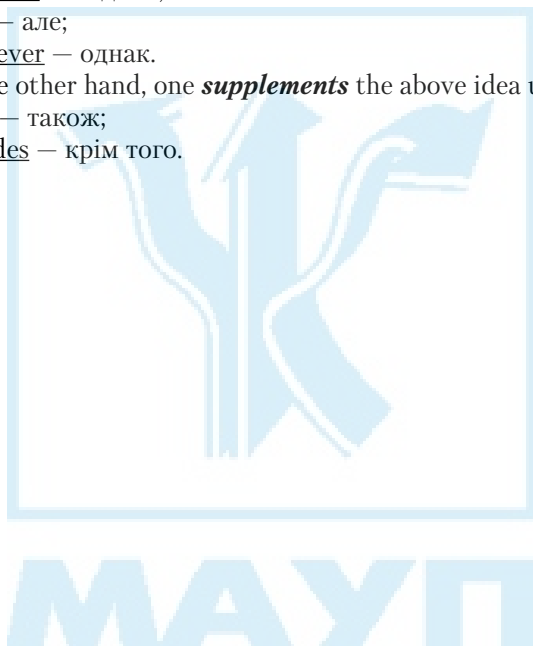 — але;
ever — однак.
e other hand, one supplements the above idea u
— також;
des — крім того.
МАУП